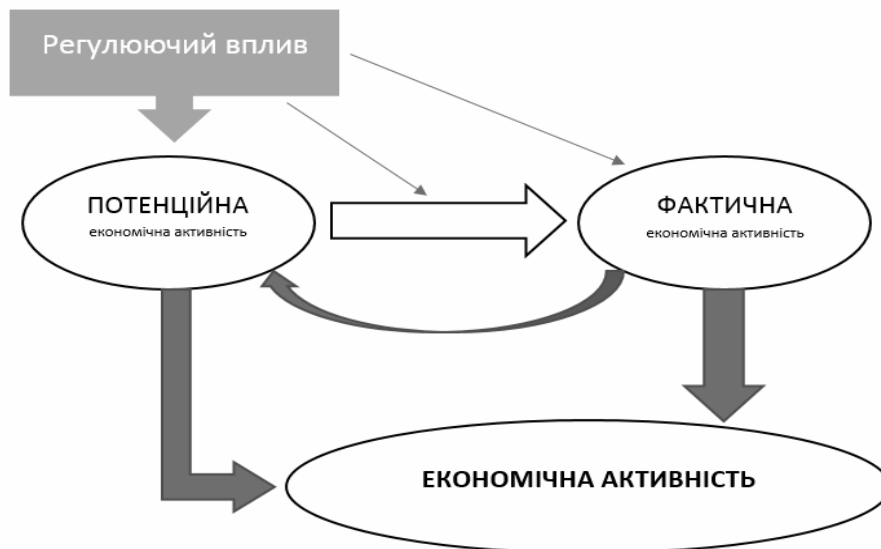 Регулюючий вплив
ПОТЕНЦІЙНА
економічна активність
ФАКТИЧНА
економічна активність
ЕКОНОМІЧНА АКТИВНІСТЬ